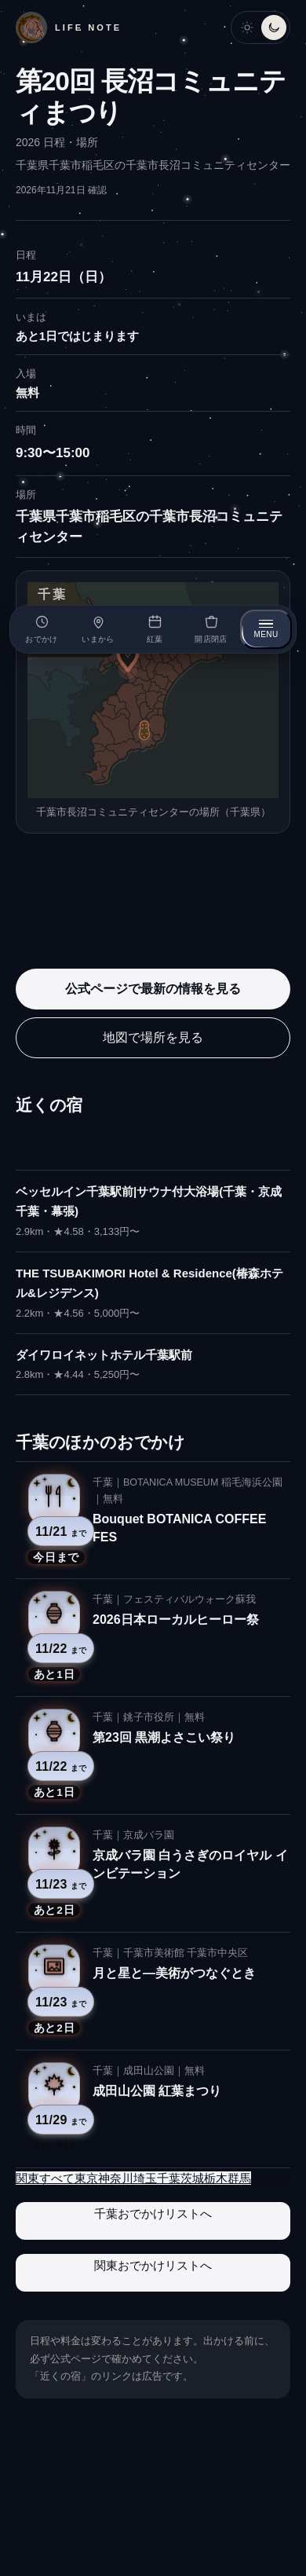 LIFE NOTE
第20回 長沼コミュニテ
ィまつり
2026 日程・場所
千葉県千葉市稲毛区の千葉市長沼コミュニティセンター
2026年11月21日 確認
日程
11月22日（日）
いまは
あと1日ではじまります
入場
無料
時間
9:30〜15:00
場所
千葉県千葉市稲毛区の千葉市長沼コミュニテ
ィセンター
千葉
おでかけ
いまから
紅葉
開店閉店
MENU
千葉市長沼コミュニティセンターの場所（千葉県）
公式ページで最新の情報を見る
地図で場所を見る
近くの宿
ベッセルイン千葉駅前|サウナ付大浴場(千葉・京成
千葉・幕張)
2.9km・★4.58・3,133円〜
THE TSUBAKIMORI Hotel & Residence(椿森ホテ
ル&レジデンス)
2.2km・★4.56・5,000円〜
ダイワロイネットホテル千葉駅前
2.8km・★4.44・5,250円〜
千葉のほかのおでかけ
千葉｜BOTANICA MUSEUM 稲毛海浜公園
｜無料
Bouquet BOTANICA COFFEE
FES
11/21 まで
今日まで
千葉｜フェスティバルウォーク蘇我
2026日本ローカルヒーロー祭
11/22 まで
あと1日
千葉｜銚子市役所｜無料
第23回 黒潮よさこい祭り
11/22 まで
あと1日
千葉｜京成バラ園
京成バラ園 白うさぎのロイヤル イ
ンビテーション
11/23 まで
あと2日
千葉｜千葉市美術館 千葉市中央区
月と星と―美術がつなぐとき
11/23 まで
あと2日
千葉｜成田山公園｜無料
成田山公園 紅葉まつり
11/29 まで
関東すべて東京神奈川埼玉千葉茨城栃木群馬
千葉おでかけリストへ
関東おでかけリストへ
日程や料金は変わることがあります。出かける前に、
必ず公式ページで確かめてください。
「近くの宿」のリンクは広告です。